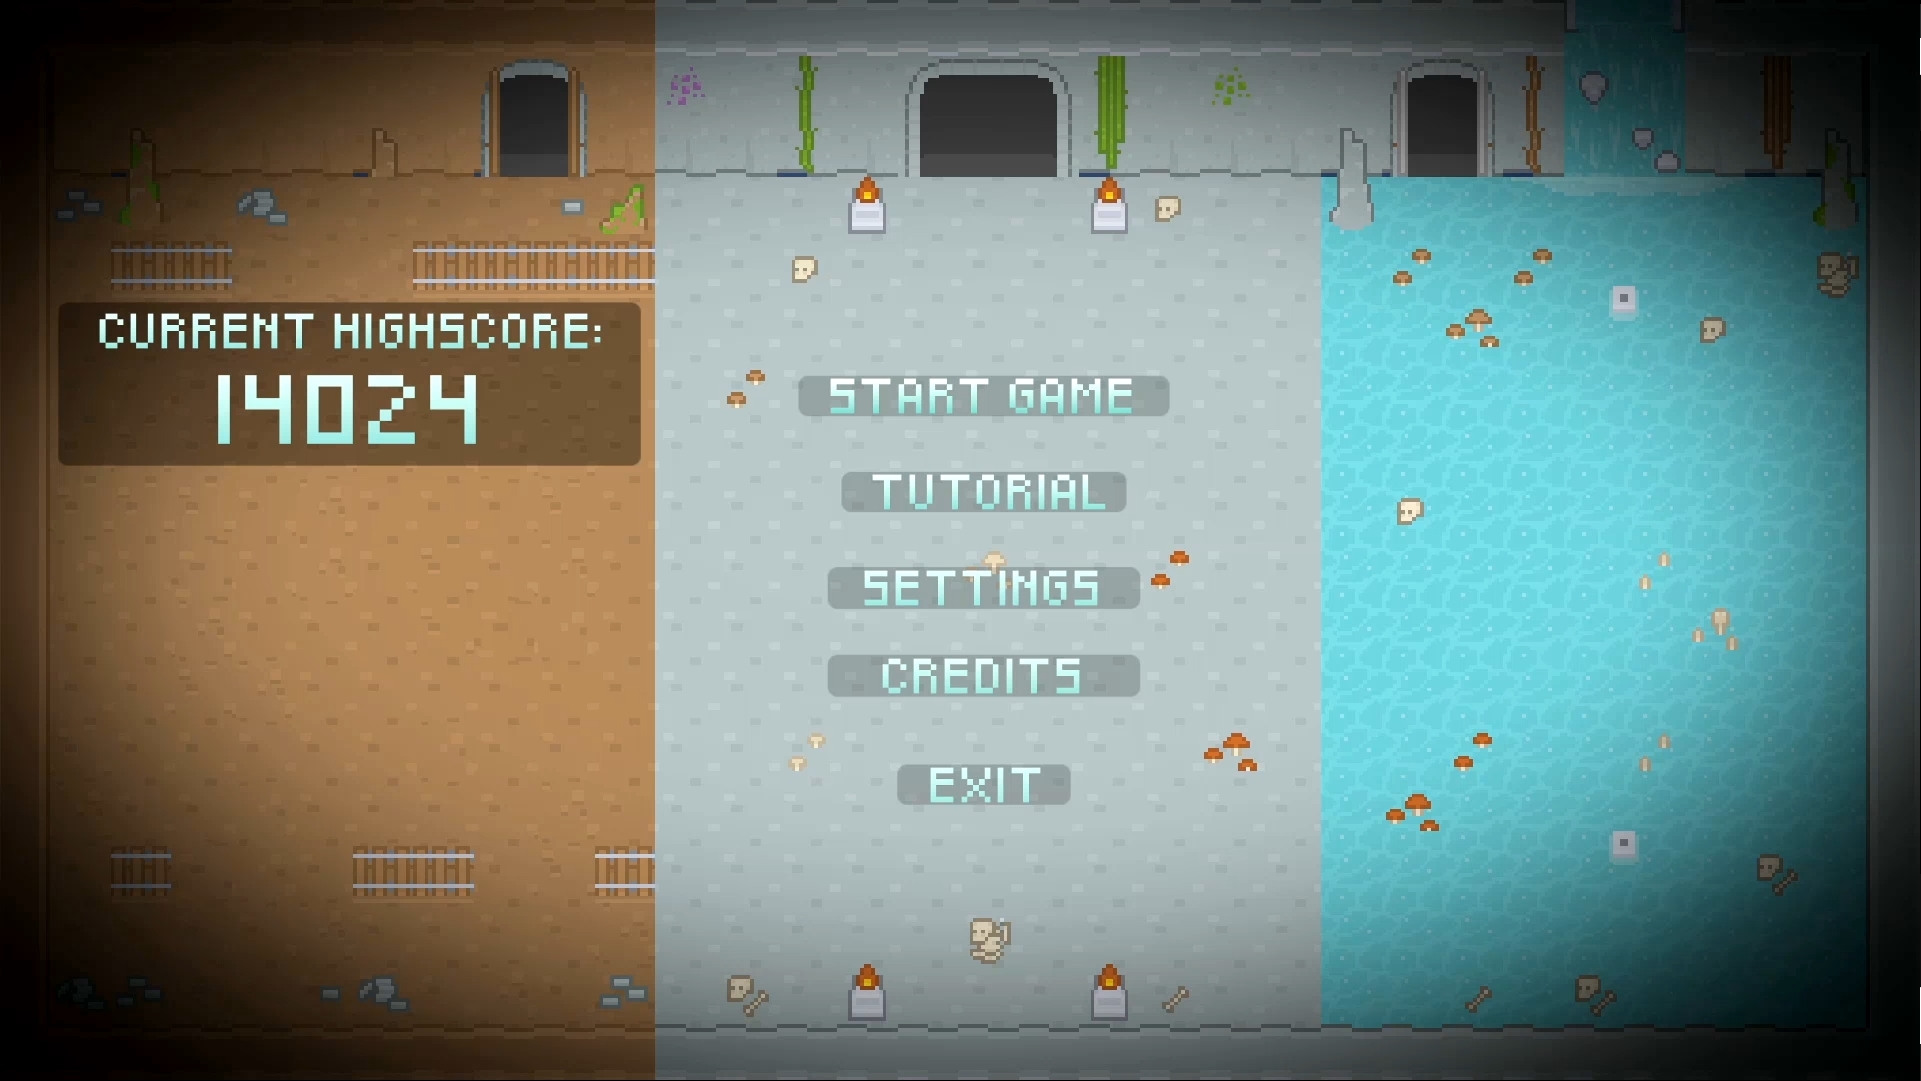 CURRENT HIGHSCORE:
14024
START GAME
TUTORIAL
SETTINGS
CREDITS
EXIT